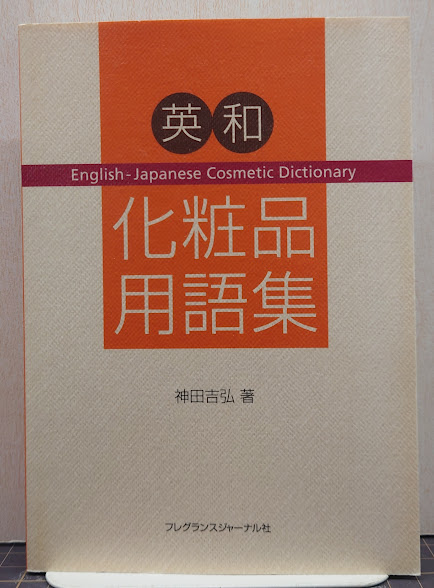 英和
English-Japanese Cosmetic Dictionary
化粧品
用語集
神田吉弘 著
フレグランスジャーナル社